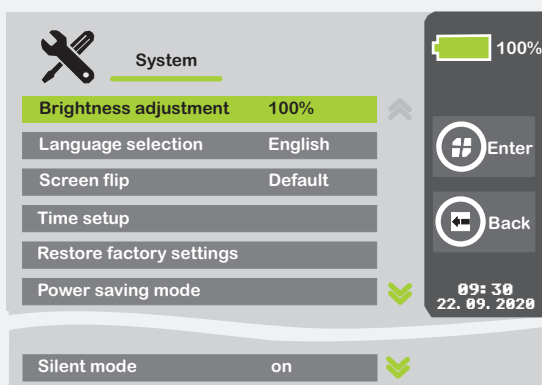 System
100%
Brightness adjustment 100%
Language selection English
Screen flip Default
Time setup
Restore factory settings
Power saving mode
Silent mode on
Enter
Back
09:30
22.09.2020